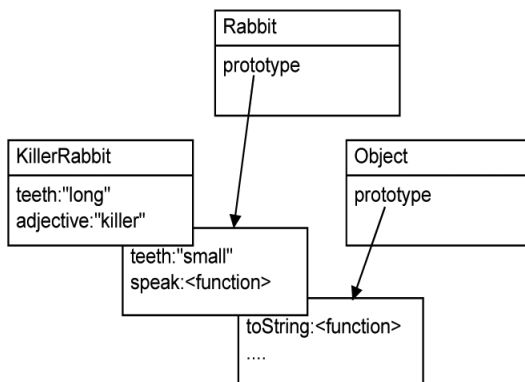 Rabbit
prototype
KillerRabbit
teeth:"long"
adjective:"killer"
Object
prototype
teeth:"small"
speak:<function>
toString:<function>
....